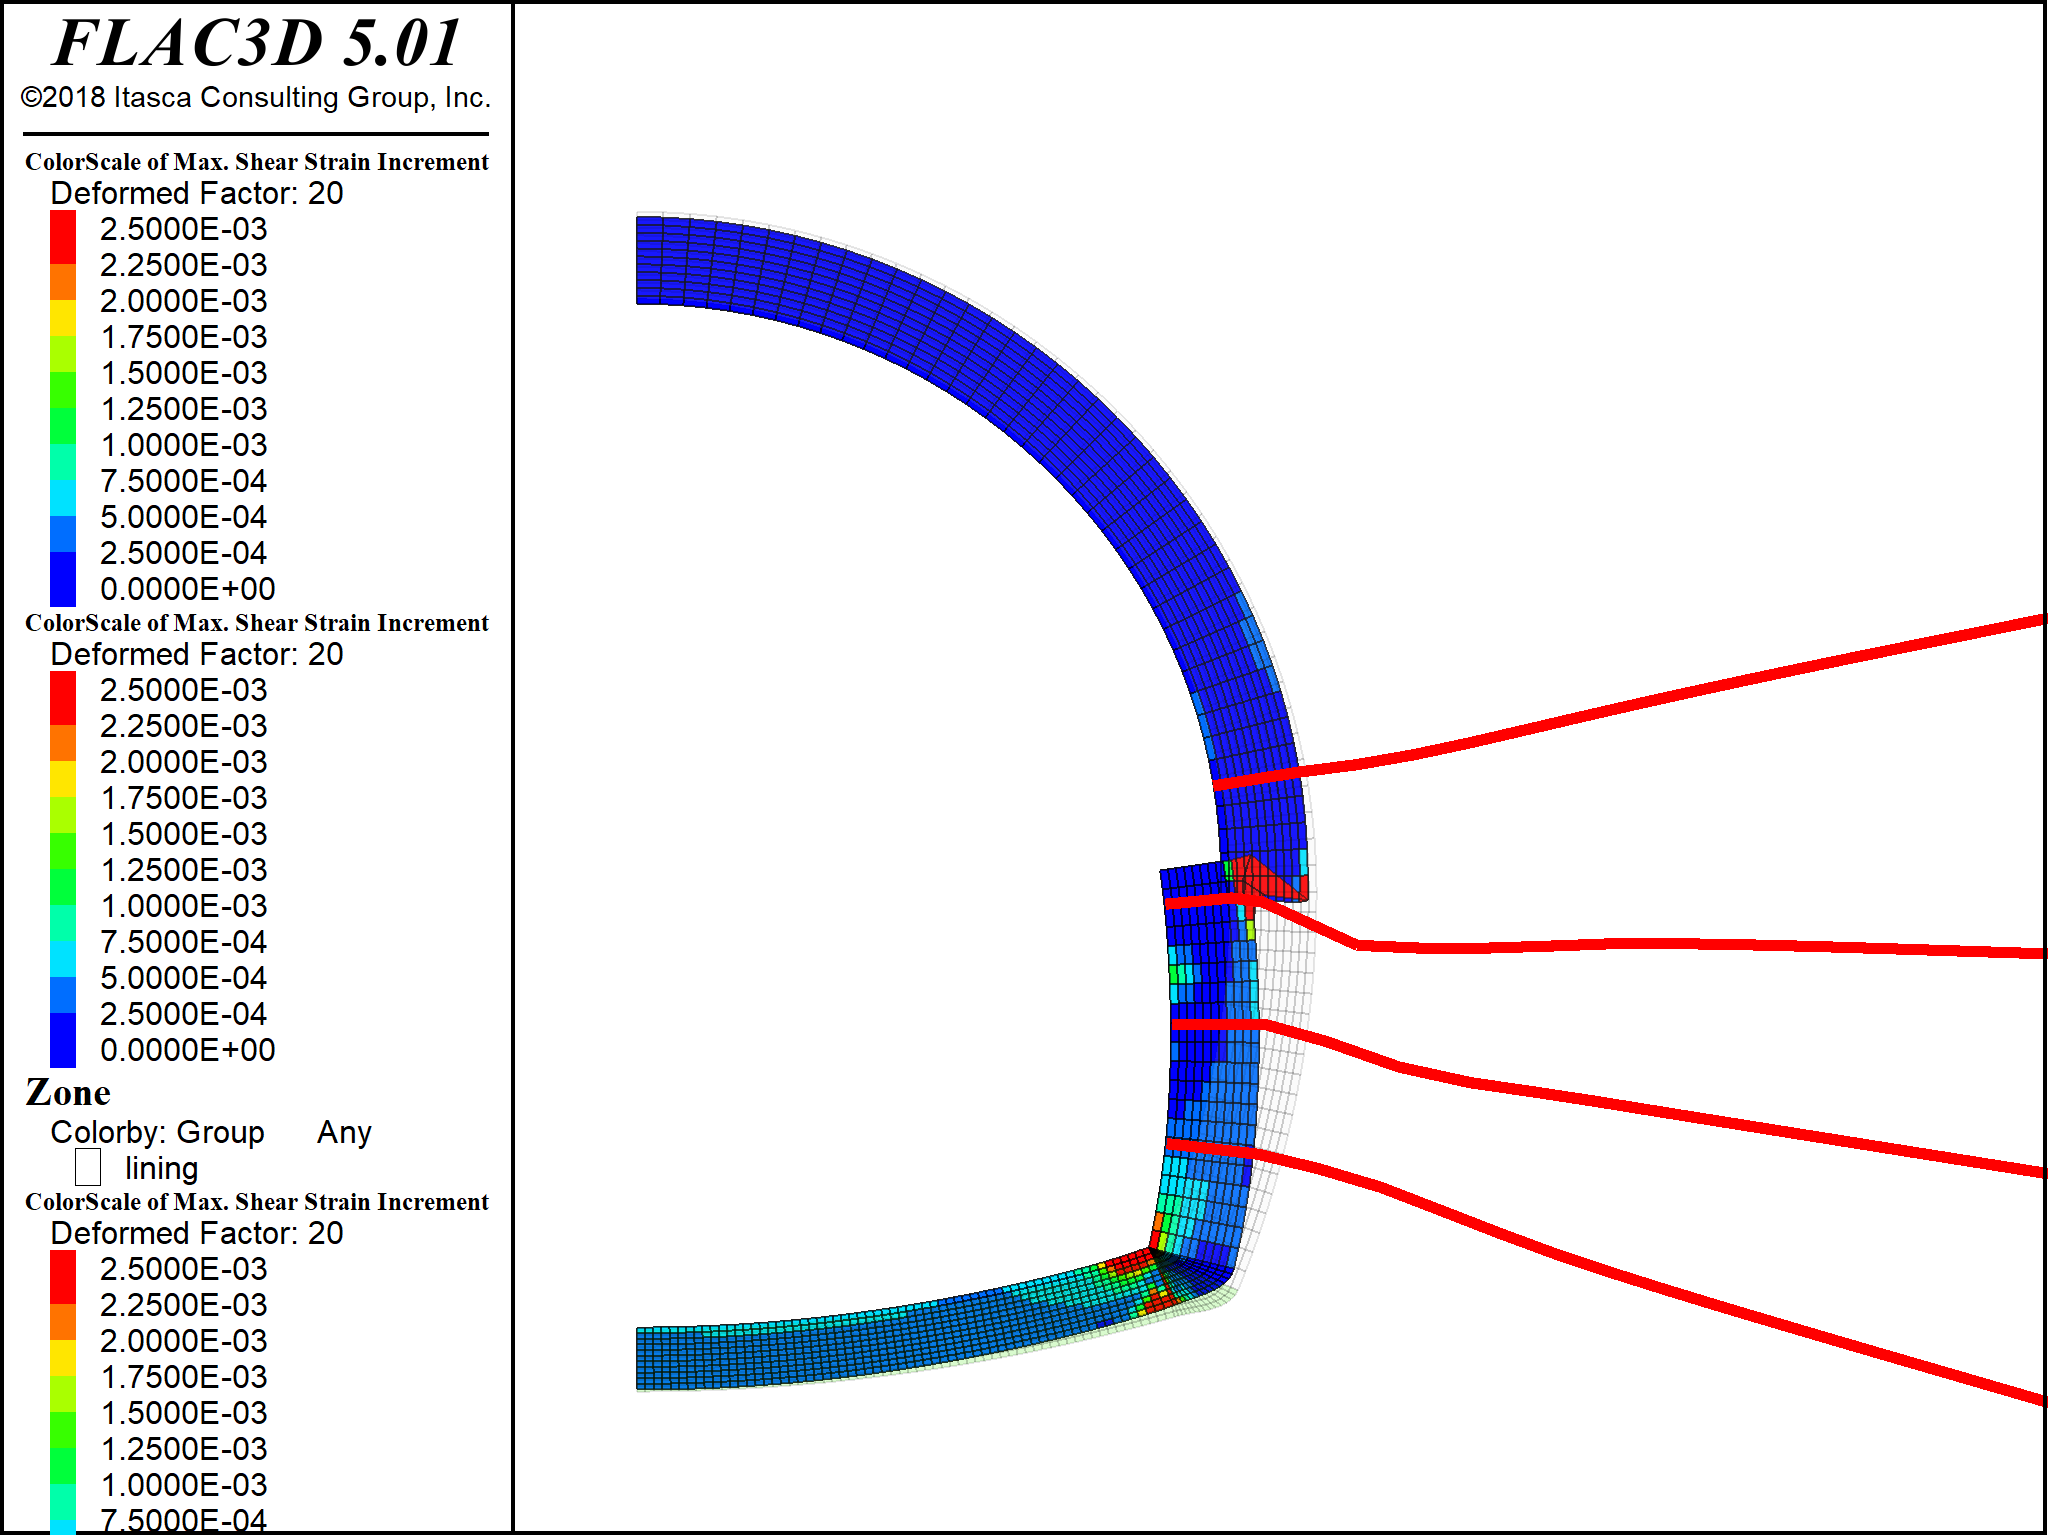 FLAC3D 5.01
©2018 Itasca Consulting Group, Inc.
ColorScale of Max. Shear Strain Increment
Deformed Factor: 20
2.5000E-03
2.2500E-03
2.0000E-03
1.7500E-03
1.5000E-03
1.2500E-03
1.0000E-03
7.5000E-04
5.0000E-04
2.5000E-04
0.0000E+00
ColorScale of Max. Shear Strain Increment
Deformed Factor: 20
2.5000E-03
2.2500E-03
2.0000E-03
1.7500E-03
1.5000E-03
1.2500E-03
1.0000E-03
7.5000E-04
5.0000E-04
2.5000E-04
0.0000E+00
Zone
Colorby: Group Any
lining
ColorScale of Max. Shear Strain Increment
Deformed Factor: 20
2.5000E-03
2.2500E-03
2.0000E-03
1.7500E-03
1.5000E-03
1.2500E-03
1.0000E-03
7.5000E-04